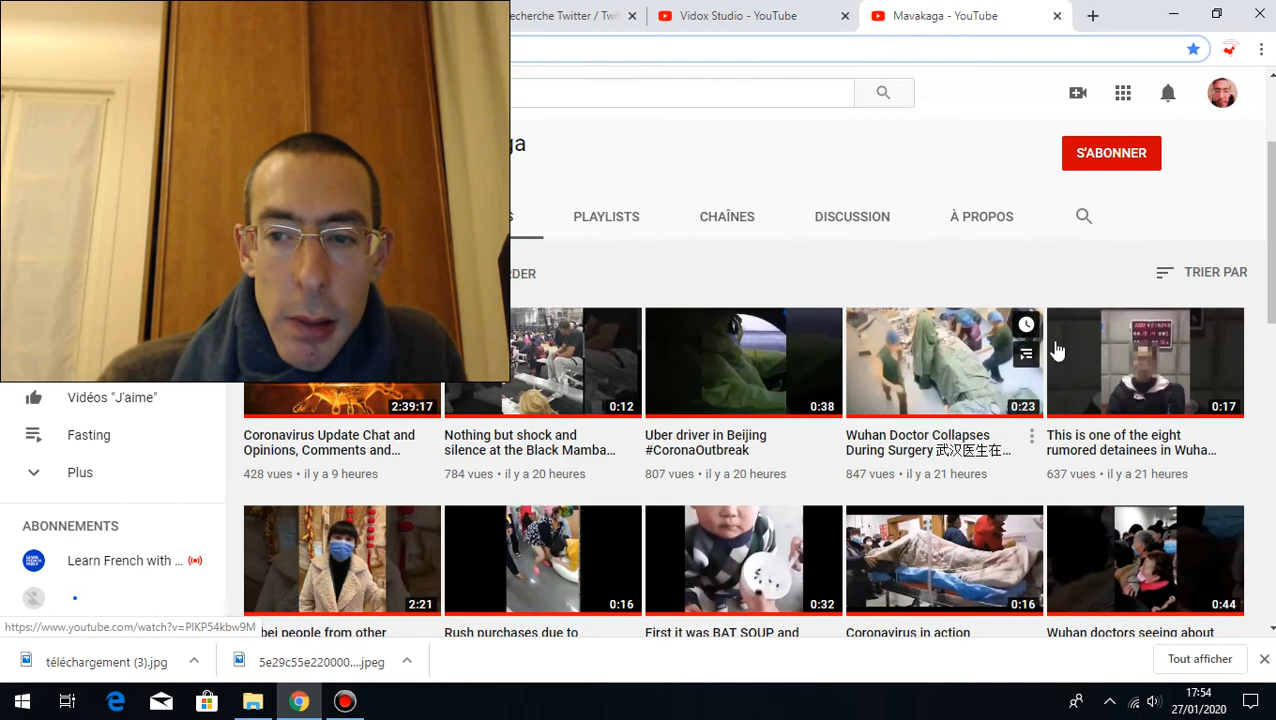 echerche Twitter / Twit
Vidox Studio - YouTube
Mavakaga - YouTube
ga
S'ABONNER
S
PLAYLISTS
CHAÎNES
DISCUSSION
À PROPOS
RDER
TRIER PAR
2:39:17
0:12
0:38
0:23
0:17
Coronavirus Update Chat and
Opinions, Comments and...
428 vues • il y a 9 heures
Nothing but shock and
silence at the Black Mamba...
784 vues • il y a 20 heures
Uber driver in Beijing
#CoronaOutbreak
807 vues • il y a 20 heures
Wuhan Doctor Collapses
During Surgery 武汉医生在...
847 vues • il y a 21 heures
This is one of the eight
rumored detainees in Wuha...
637 vues • il y a 21 heures
Vidéos "J'aime"
Fasting
Plus
ABONNEMENTS
Learn French with ...
2:21
0:16
0:32
0:16
0:44
bei people from other
Rush purchases due to
First it was BAT SOUP and
Coronavirus in action
Wuhan doctors seeing about
https://www.youtube.com/watch?v=PlKP54kbw9M
téléchargement (3).jpg
5e29c55e220000....jpeg
Tout afficher
17:54
27/01/2020